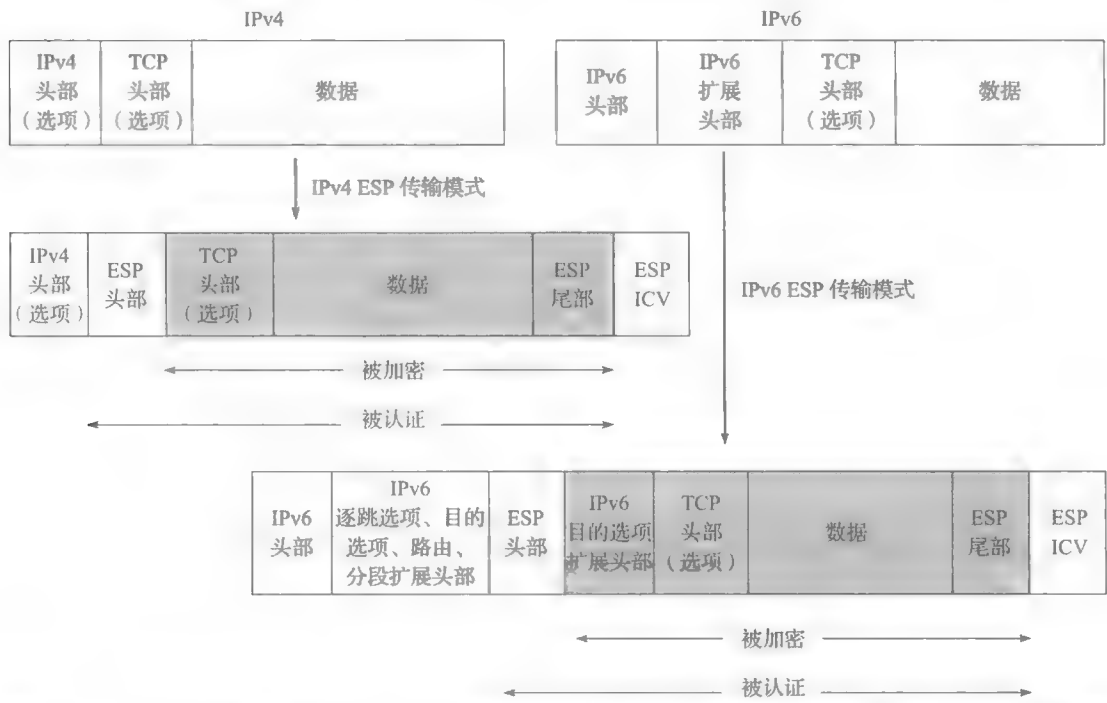 IPv4
IPv6
IPv4
头部
(选项)
TCP
头部
(选项)
数据
IPv6
头部
IPv6
扩展
头部
TCP
头部
(选项)
数据
IPv4 ESP 传输模式
IPv4
头部
(选项)
ESP
头部
TCP
头部
(选项)
数据
ESP
尾部
ESP
ICV
IPv6 ESP 传输模式
被加密
被认证
IPv6
头部
IPv6
逐跳选项、目的
选项、路由、
分段扩展头部
ESP
头部
IPv6
目的选项
扩展头部
TCP
头部
(选项)
数据
ESP
尾部
ESP
ICV
被加密
被认证